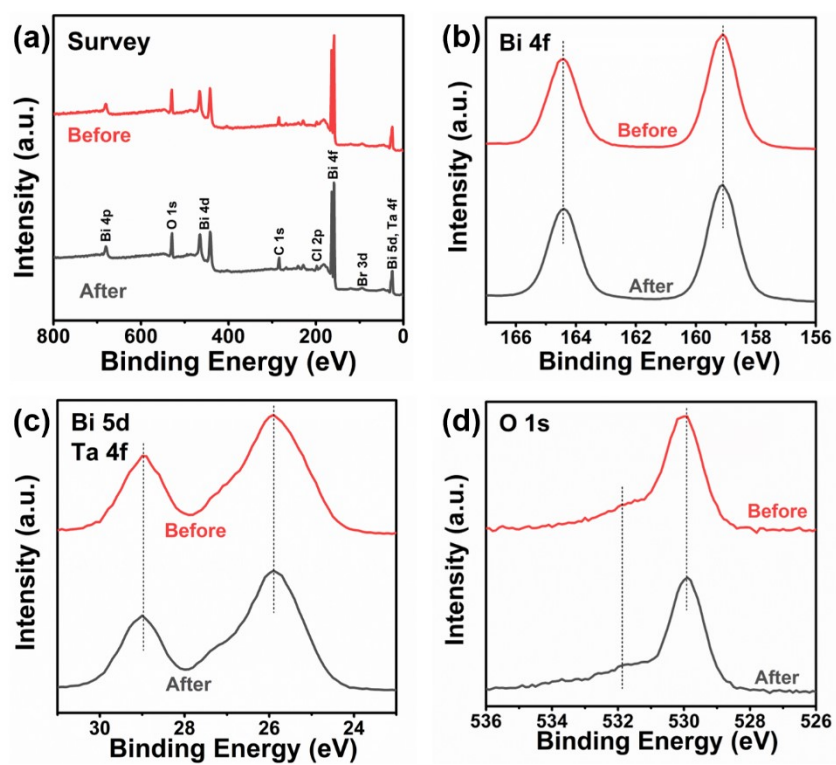 (a)
Survey
Before
Bi 4p
O 1s
Bi 4d
C 1s
Cl 2p
Bi 4f
Br 3d
Bi 5d, Ta 4f
After
Intensity (a.u.)
800 600 400 200 0
Binding Energy (eV)
(b)
Bi 4f
Before
After
Intensity (a.u.)
166 164 162 160 158 156
Binding Energy (eV)
(c)
Bi 5d
Ta 4f
Before
After
Intensity (a.u.)
30 28 26 24
Binding Energy (eV)
(d)
O 1s
Before
After
Intensity (a.u.)
536 534 532 530 528 526
Binding Energy (eV)